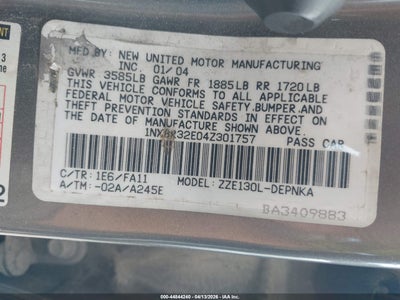 MFD.BY: NEW UNITED MOTOR MANUFACTURING
INC. 01/04
GVWR 3585LB GAWR FR 1885LB RR 1720LB
THIS VEHICLE CONFORMS TO ALL APPLICABLE
FEDERAL MOTOR VEHICLE SAFETY,BUMPER,AND
THEFT PREVENTION STANDARDS IN EFFECT ON
THE DATE OF MANUFACTURE SHOWN ABOVE.
1NXBR32E04Z301757 PASS CAR
C/TR: 1E6/FA11 MODEL: ZZE130L-DEPNKA
A/TM: -02A/A245E
BA3409883
000-44844240 - 04/13/2026 - IAA Inc.